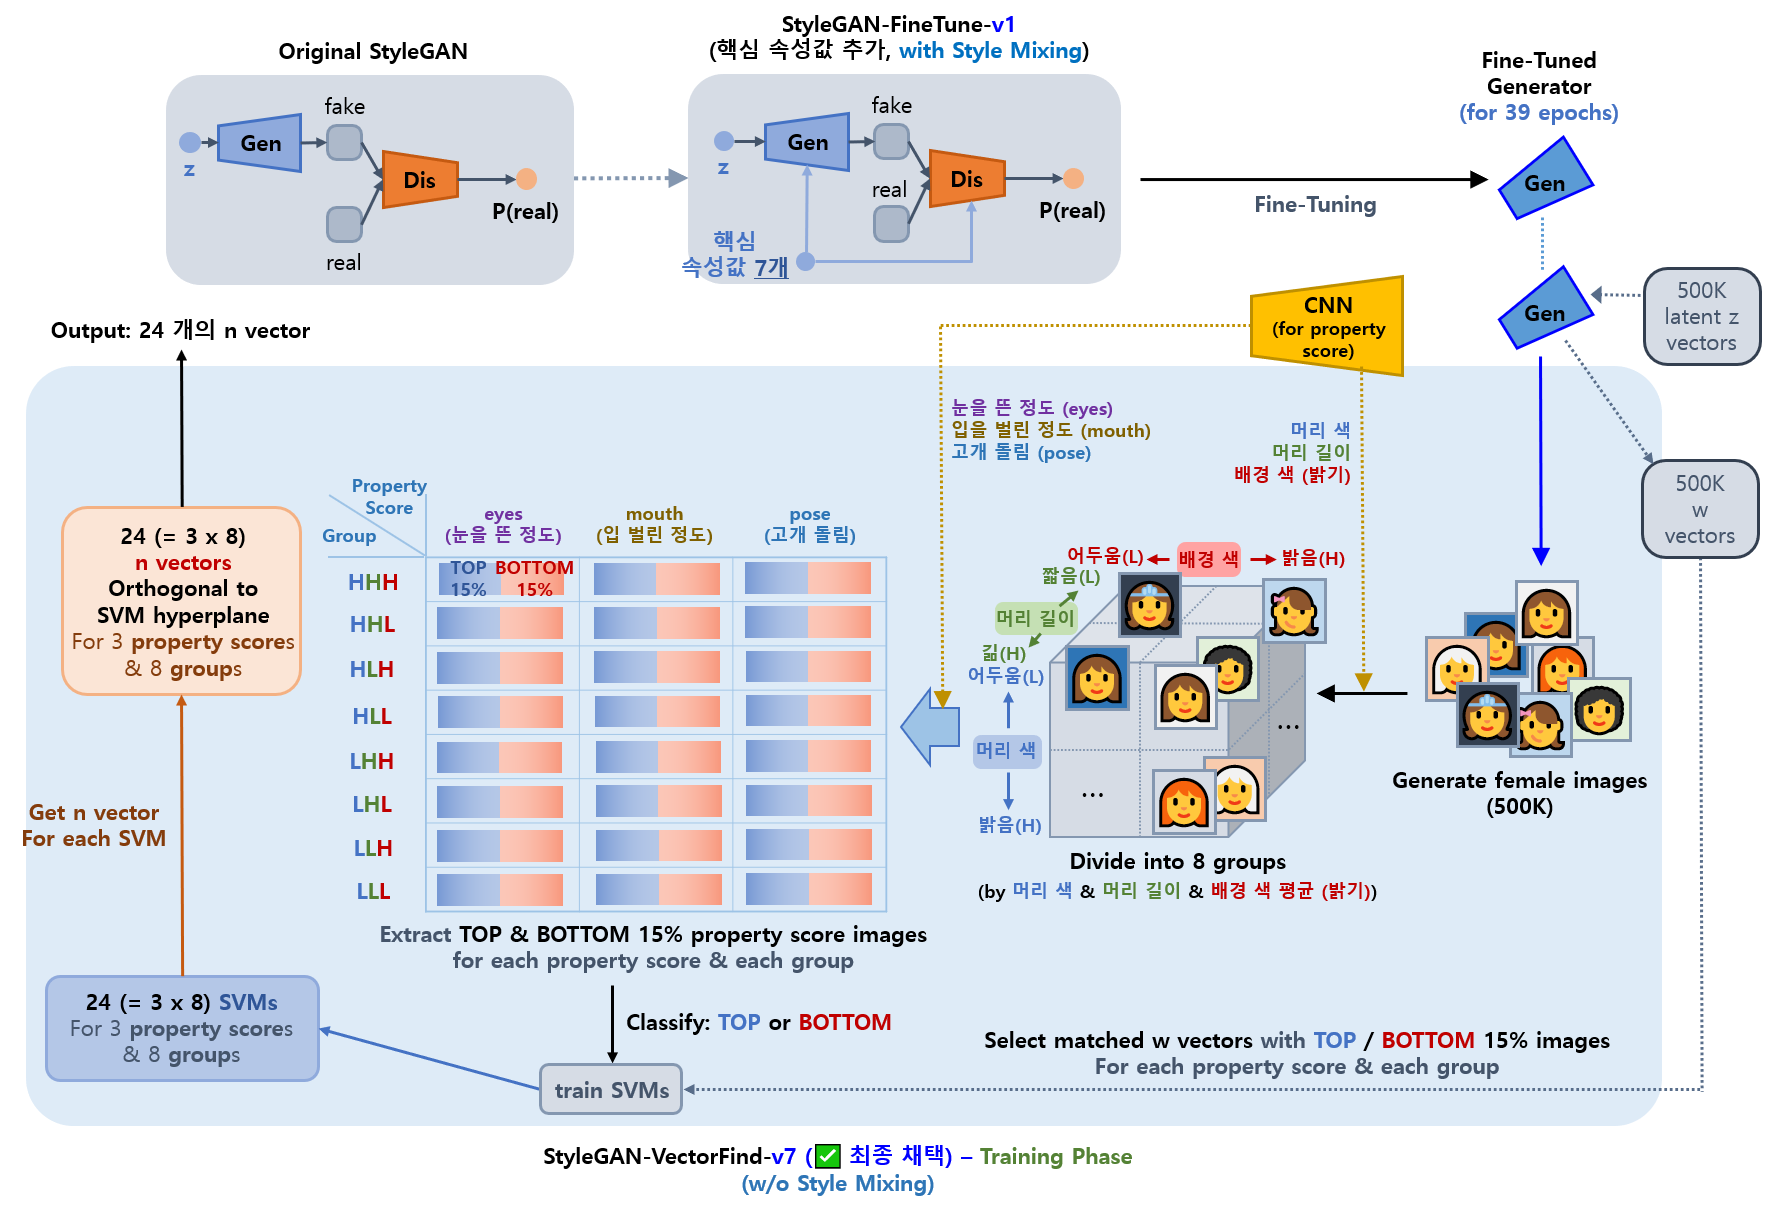 Original StyleGAN
StyleGAN-FineTune-v1
(핵심 속성값 추가, with Style Mixing)
Fine-Tuned
Generator
(for 39 epochs)
z
Gen
fake
real
Dis
P(real)
z
Gen
fake
real
Dis
P(real)
핵심
속성값 7개
Fine-Tuning
Gen
Gen
500K
latent z
vectors
CNN
(for property
score)
Output: 24 개의 n vector
눈을 뜬 정도 (eyes)
입을 벌린 정도 (mouth)
고개 돌림 (pose)
머리 색
머리 길이
배경 색 (밝기)
500K
w
vectors
24 (= 3 x 8)
n vectors
Orthogonal to
SVM hyperplane
For 3 property scores
& 8 groups
Property
Score
Group
eyes
(눈을 뜬 정도)
mouth
(입 벌린 정도)
pose
(고개 돌림)
HHH
TOP
15%
BOTTOM
15%
HHL
HLH
HLL
LHH
LHL
LLH
LLL
어두움(L)
배경 색
밝음(H)
짧음(L)
머리 길이
긺(H)
어두움(L)
머리 색
밝음(H)
...
...
Generate female images
(500K)
Divide into 8 groups
(by 머리 색 & 머리 길이 & 배경 색 평균 (밝기))
Get n vector
For each SVM
Extract TOP & BOTTOM 15% property score images
for each property score & each group
24 (= 3 x 8) SVMs
For 3 property scores
& 8 groups
Classify: TOP or BOTTOM
train SVMs
Select matched w vectors with TOP / BOTTOM 15% images
For each property score & each group
StyleGAN-VectorFind-v7 (✅ 최종 채택) – Training Phase
(w/o Style Mixing)